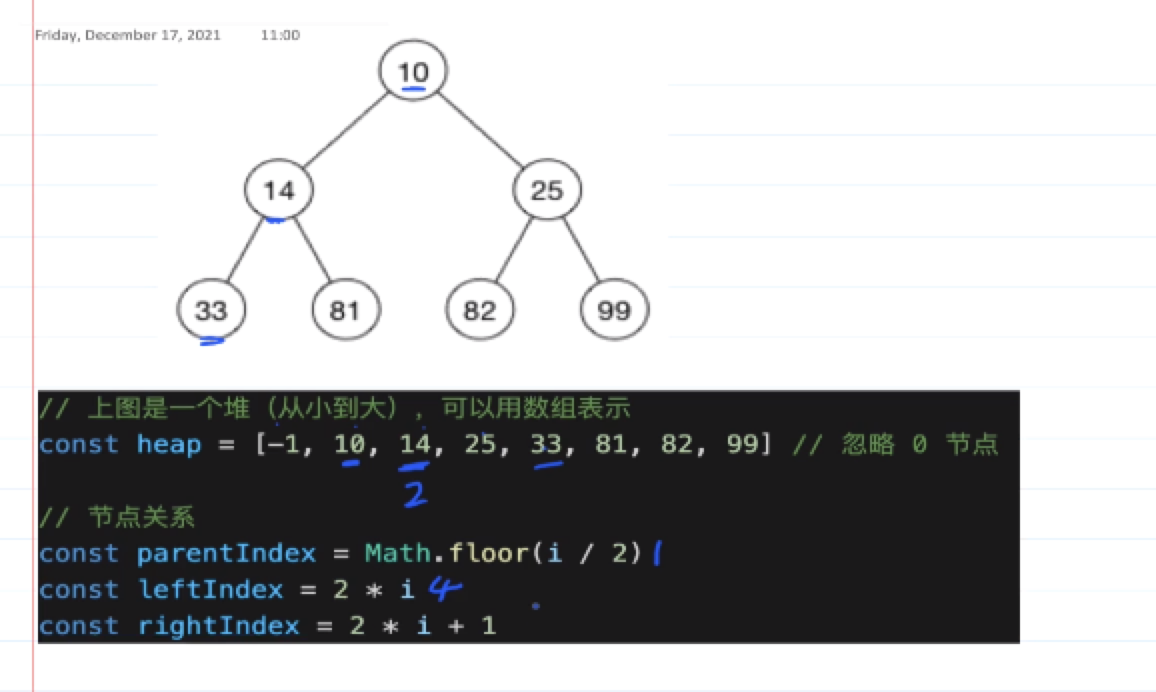 Friday, December 17, 2021 11:00
10
14 25
33 81 82 99
// 上图是一个堆（从小到大），可以用数组表示
const heap = [-1, 10, 14, 25, 33, 81, 82, 99] // 忽略 0 节点
2
// 节点关系
const parentIndex = Math.floor(i / 2) 1
const leftIndex = 2 * i 4
const rightIndex = 2 * i + 1